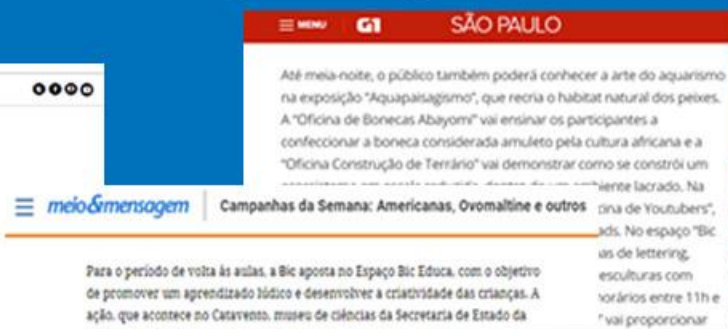 MENU G1 SÃO PAULO
Até meia-noite, o público também poderá conhecer a arte do aquarismo
na exposição "Aquapaisagismo", que recria o habitat natural dos peixes.
A "Oficina de Bonecas Abayomi" vai ensinar os participantes a
confeccionar a boneca considerada amuleto pela cultura africana e a
"Oficina Construção de Terrário" vai demonstrar como se constrói um
lacrado. Na
de Youtubers",
No espaço "Bic
de lettering,
esculturas com
horários entre 11h e
vai proporcionar
meio&mensagem Campanhas da Semana: Americanas, Ovomaltine e outros
Para o período de volta às aulas, a Bic aposta no Espaço Bic Educa, com o objetivo
de promover um aprendizado lúdico e desenvolver a criatividade das crianças. A
ação, que acontece no Catavento, museu de ciências da Secretaria de Estado da